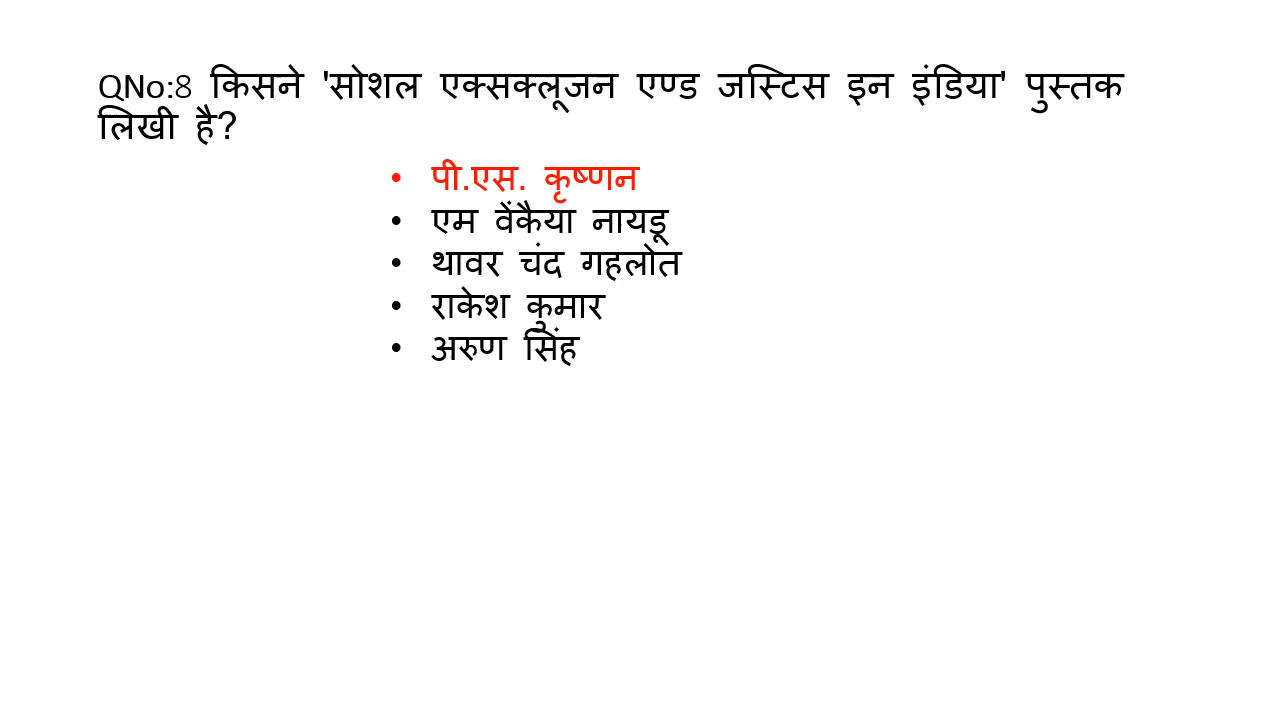 QNo:8 किसने 'सोशल एक्सक्लूजन एण्ड जस्टिस इन इंडिया' पुस्तक
लिखी है?
• पी.एस. कृष्णन
• एम वेंकैया नायडू
• थावर चंद गहलोत
• राकेश कुमार
• अरुण सिंह